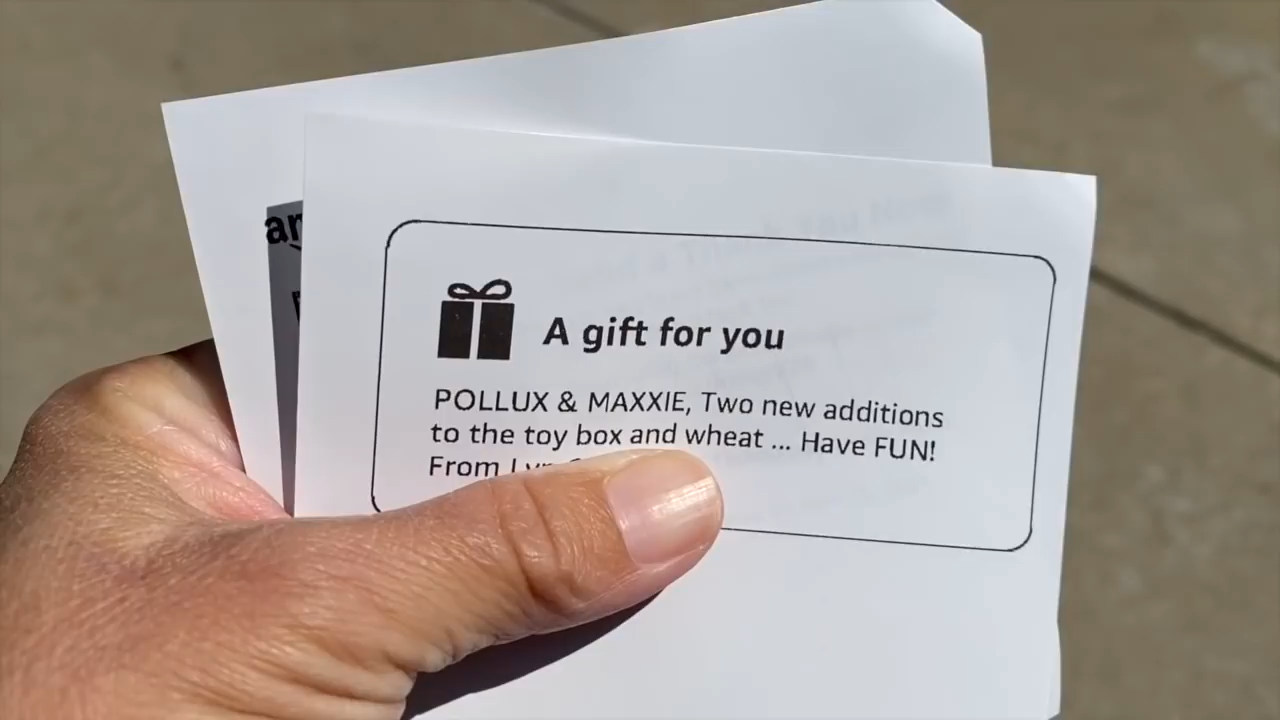 A gift for you
POLLUX & MAXXIE, Two new additions
to the toy box and wheat ... Have FUN!
From